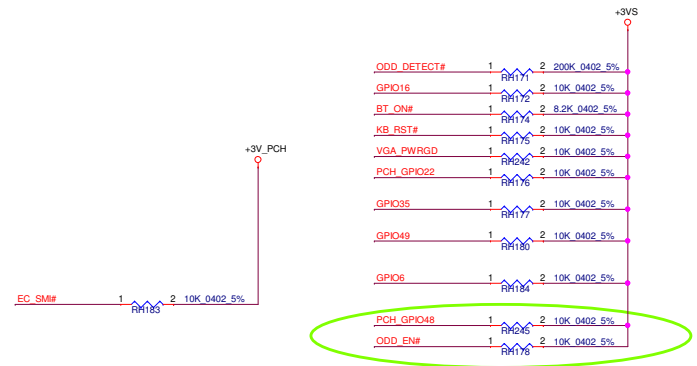 +3VS
ODD_DETECT# 1 2 200K_0402_5%
RH171
GPIO16 1 2 10K_0402_5%
RH172
BT_ON# 1 2 8.2K_0402_5%
RH174
KB_RST# 1 2 10K_0402_5%
RH175
VGA_PWRGD 1 2 10K_0402_5%
RH242
PCH_GPIO22 1 2 10K_0402_5%
RH176
GPIO35 1 2 10K_0402_5%
RH177
GPIO49 1 2 10K_0402_5%
RH180
GPIO6 1 2 10K_0402_5%
RH184
PCH_GPIO48 1 2 10K_0402_5%
RH245
ODD_EN# 1 2 10K_0402_5%
RH178
+3V_PCH
EC_SMI# 1 2 10K_0402_5%
RH183